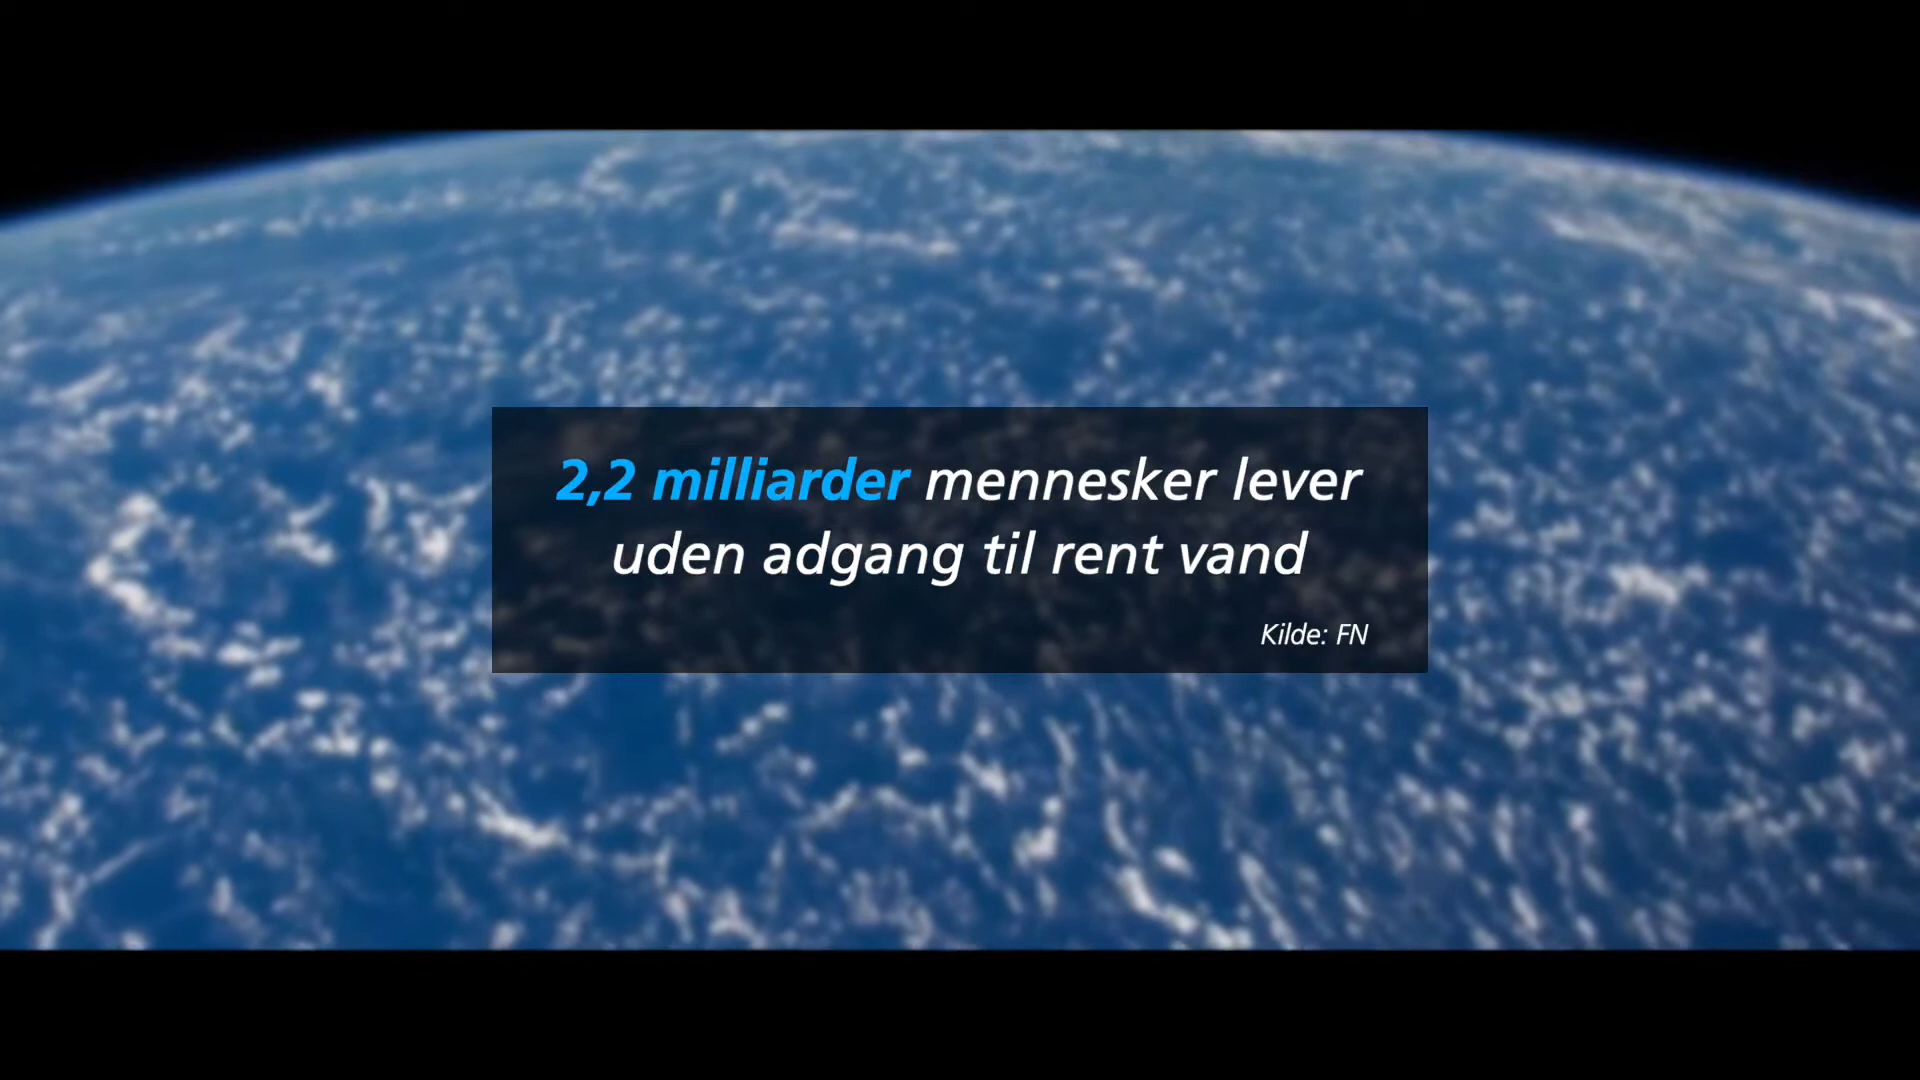 2,2 milliarder mennesker lever
uden adgang til rent vand
Kilde: FN